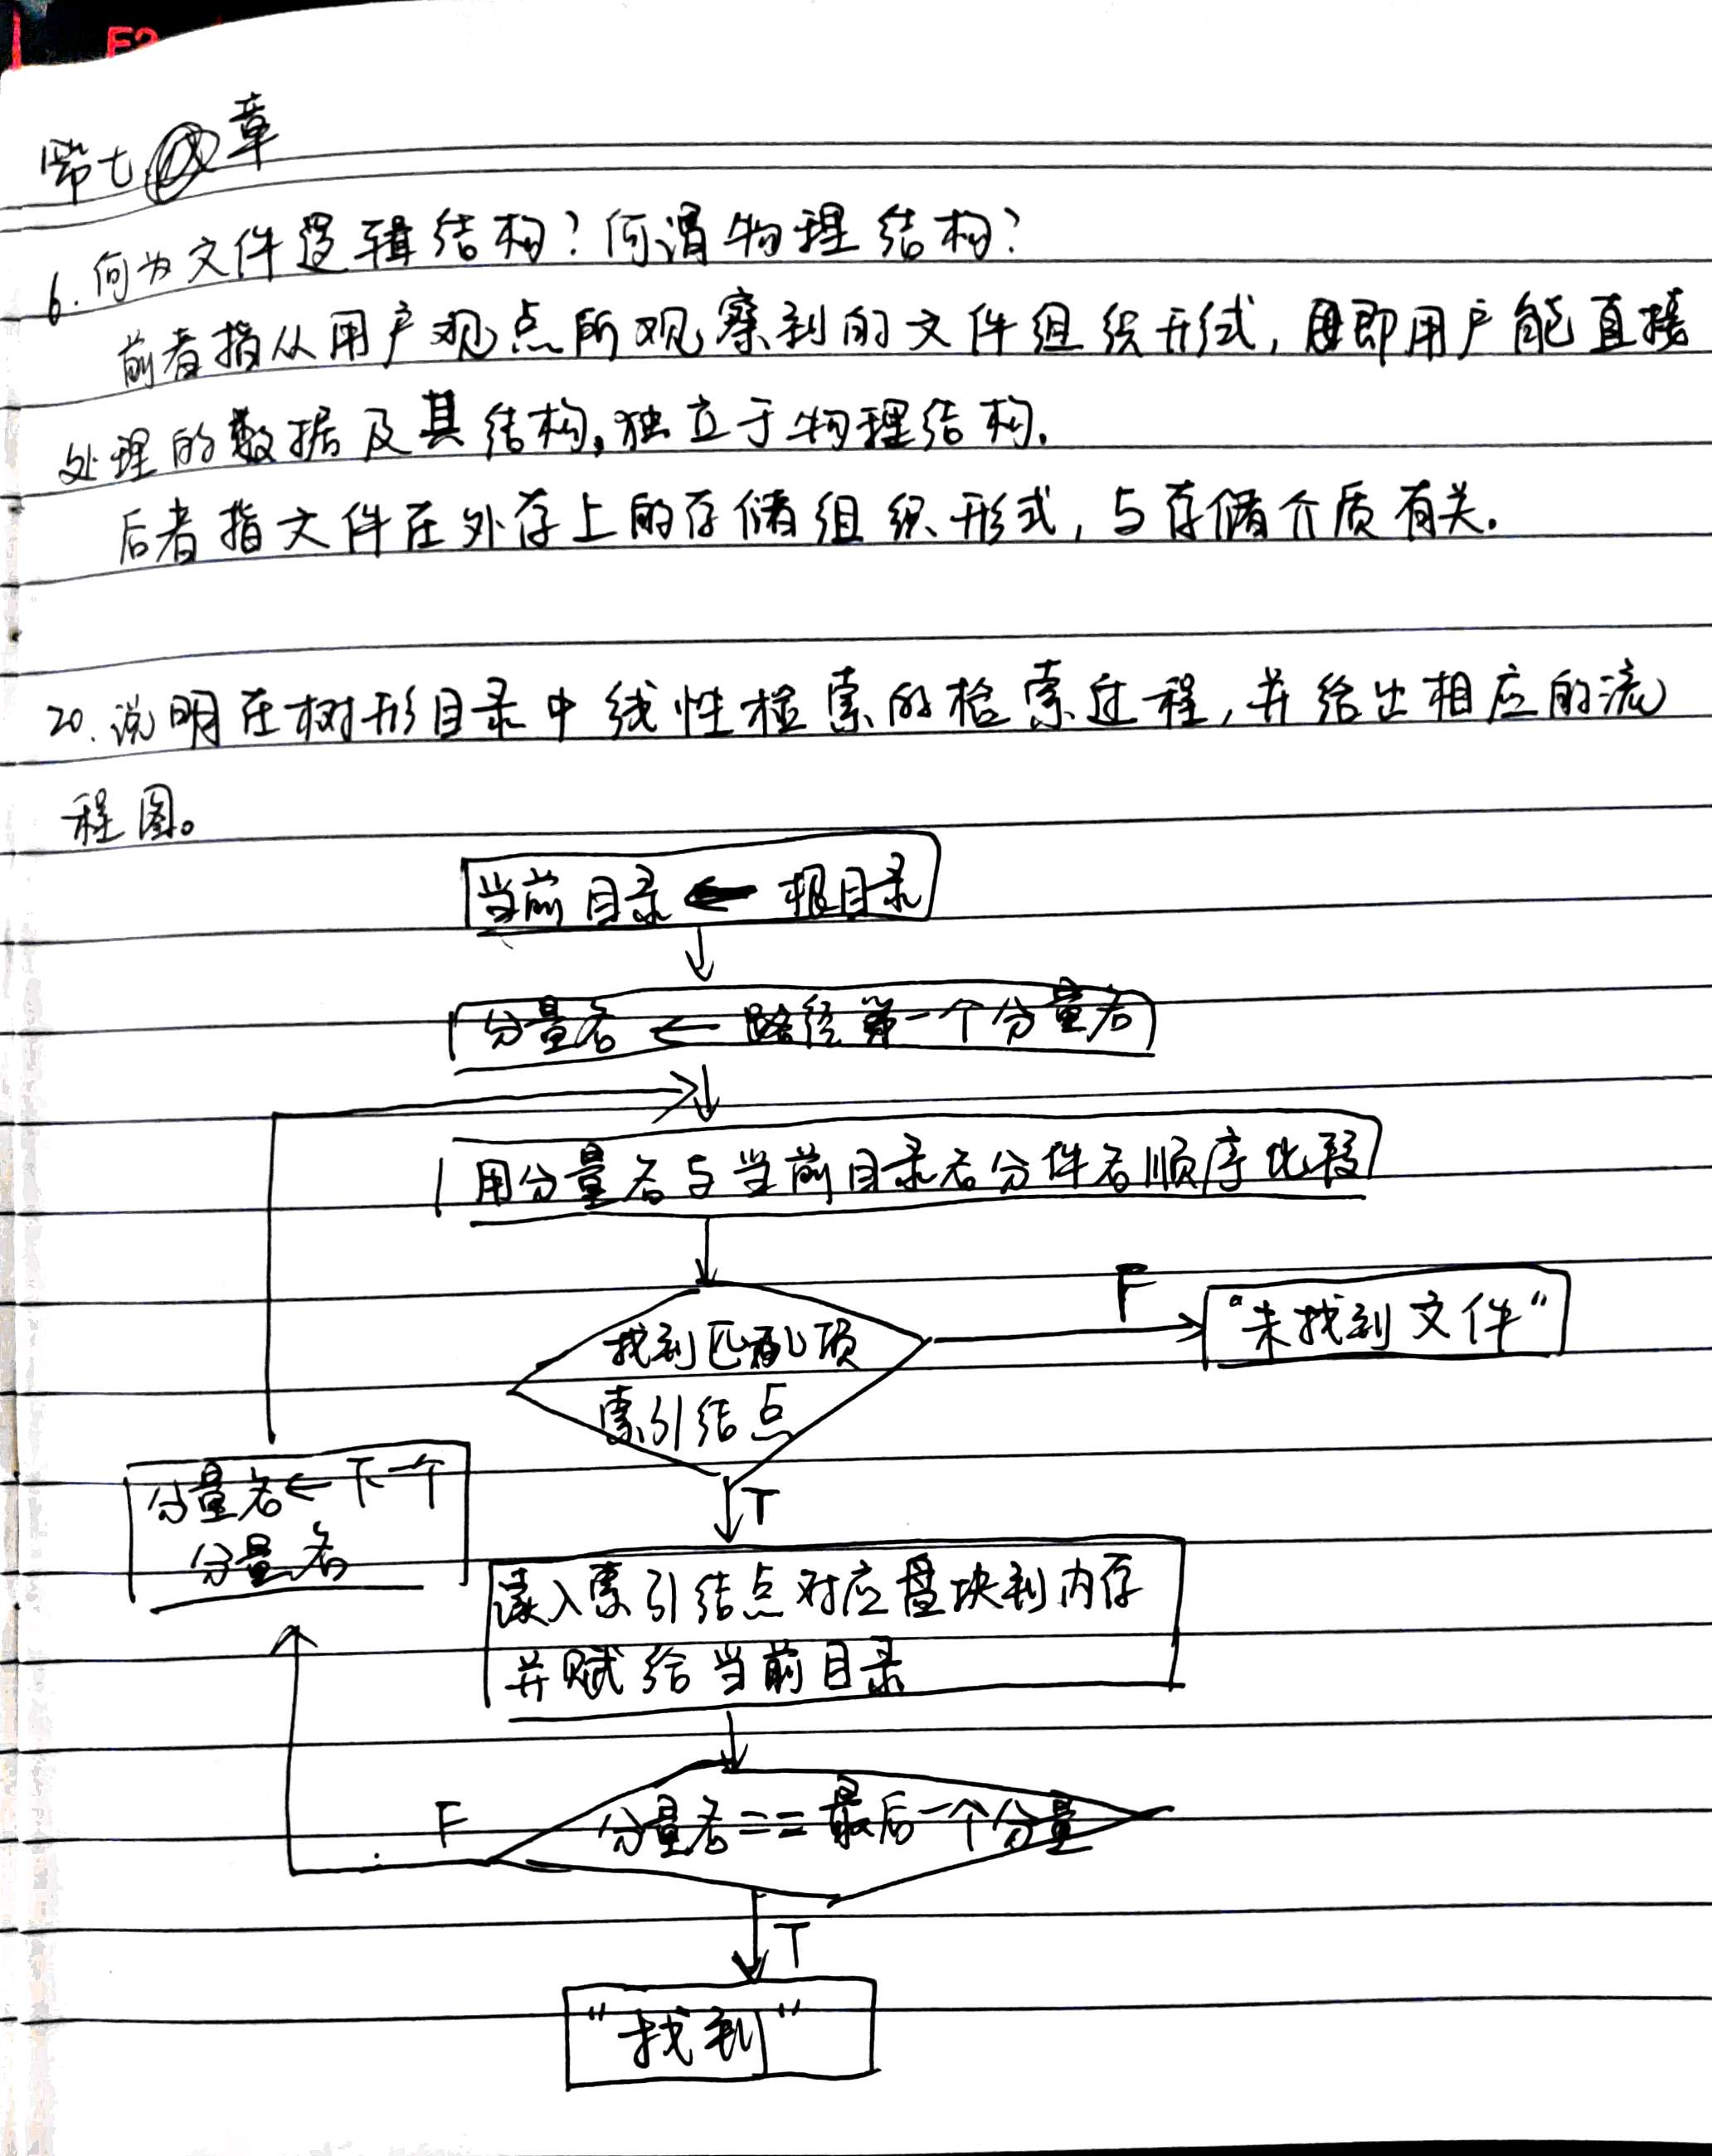 F2
第七章
6.何为文件逻辑结构?何谓物理结构?
前者指从用户观点所观察到的文件组织形式,即用户能直接
处理的数据及其结构,独立于物理结构.
后者指文件在外存上的存储组织形式,与存储介质有关.
20.说明在树形目录中线性检索的检索过程,并给出相应的流
程图。
当前目录 ← 根目录
分量名 ← 路径第一个分量名
用分量名与当前目录名分件名顺序比较
找到匹配项
索引结点
F
"未找到文件"
T
分量名←下一个
分量名
读入索引结点对应盘块到内存
并赋给当前目录
F
分量名==最后一个分量
T
"找到"